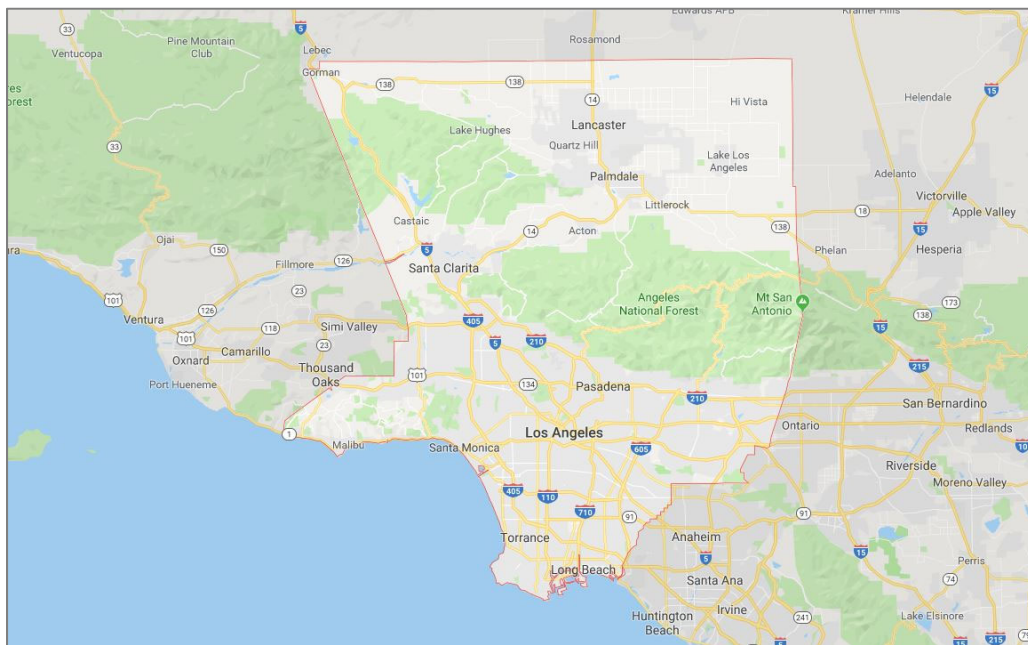 Edwards AFB
Kramer Hills
33
5
Rosamond
Ventucopa
Pine Mountain
Club
Lebec
Gorman
138
138
14
Hi Vista
Helendale
15
Forest
33
Lake Hughes
Lancaster
Quartz Hill
Lake Los
Angeles
Palmdale
Adelanto
Victorville
Littlerock
18
Apple Valley
Castaic
Acton
138
15
Ojai
150
14
5
Phelan
Hesperia
Fillmore
126
Santa Clarita
23
101
126
Angeles
National Forest
Mt San
Antonio
173
Ventura
118
Simi Valley
405
138
15
101
Camarillo
23
5
210
215
Oxnard
Thousand
Oaks
101
134
Pasadena
Port Hueneme
210
San Bernardino
1
Los Angeles
Ontario
Redlands
Malibu
Santa Monica
605
10
Riverside
405
110
Moreno Valley
710
91
91
Torrance
Anaheim
5
15
Perris
Long Beach
Santa Ana
74
Huntington
Beach
Irvine
241
Lake Elsinore
5
15
215
79